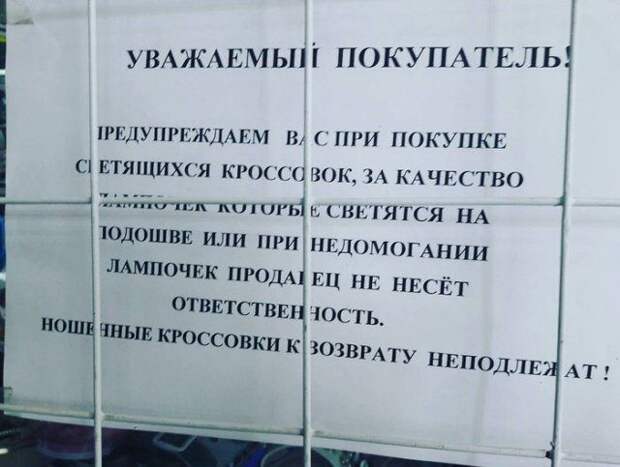 УВАЖАЕМЫЙ ПОКУПАТЕЛЬ!
ПРЕДУПРЕЖДАЕМ ВАС ПРИ ПОКУПКЕ
СВЕТЯЩИХСЯ КРОССОВОК, ЗА КАЧЕСТВО
ЛАМПОЧЕК КОТОРЫЕ СВЕТЯТСЯ НА
ПОДОШВЕ ИЛИ ПРИ НЕДОМОГАНИИ
ЛАМПОЧЕК ПРОДАВЕЦ НЕ НЕСЁТ
ОТВЕТСТВЕННОСТЬ.
НОШЕННЫЕ КРОССОВКИ К ВОЗВРАТУ НЕПОДЛЕЖАТ !